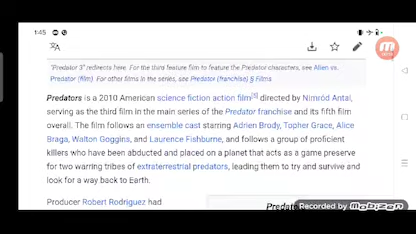 1:45
"Predator 3" redirects here. For the third feature film to feature the Predator characters, see Alien vs.
Predator (film). For other films in the series, see Predator (franchise) § Films.
Predators is a 2010 American science fiction action film[3] directed by Nimród Antal,
serving as the third film in the main series of the Predator franchise and its fifth film
overall. The film follows an ensemble cast starring Adrien Brody, Topher Grace, Alice
Braga, Walton Goggins, and Laurence Fishburne, and follows a group of proficient
killers who have been abducted and placed on a planet that acts as a game preserve
for two warring tribes of extraterrestrial predators, leading them to try and survive and
look for a way back to Earth.
Producer Robert Rodriguez had
Recorded by
mobizen